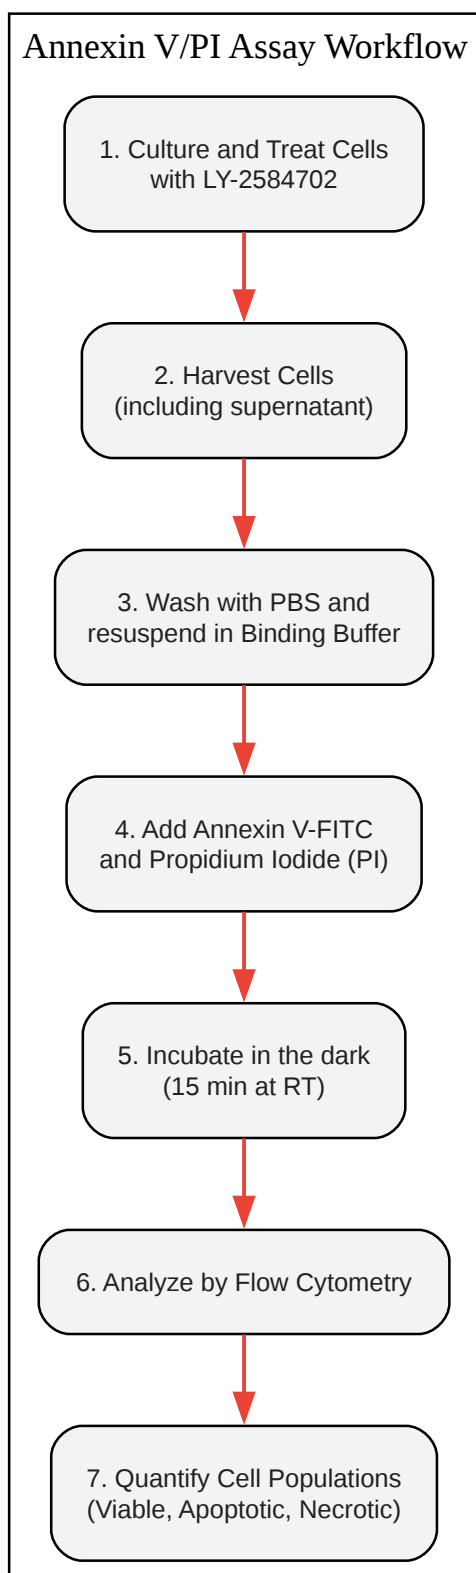 Annexin V/PI Assay Workflow
1. Culture and Treat Cells
with LY-2584702
2. Harvest Cells
(including supernatant)
3. Wash with PBS and
resuspend in Binding Buffer
4. Add Annexin V-FITC
and Propidium Iodide (PI)
5. Incubate in the dark
(15 min at RT)
6. Analyze by Flow Cytometry
7. Quantify Cell Populations
(Viable, Apoptotic, Necrotic)